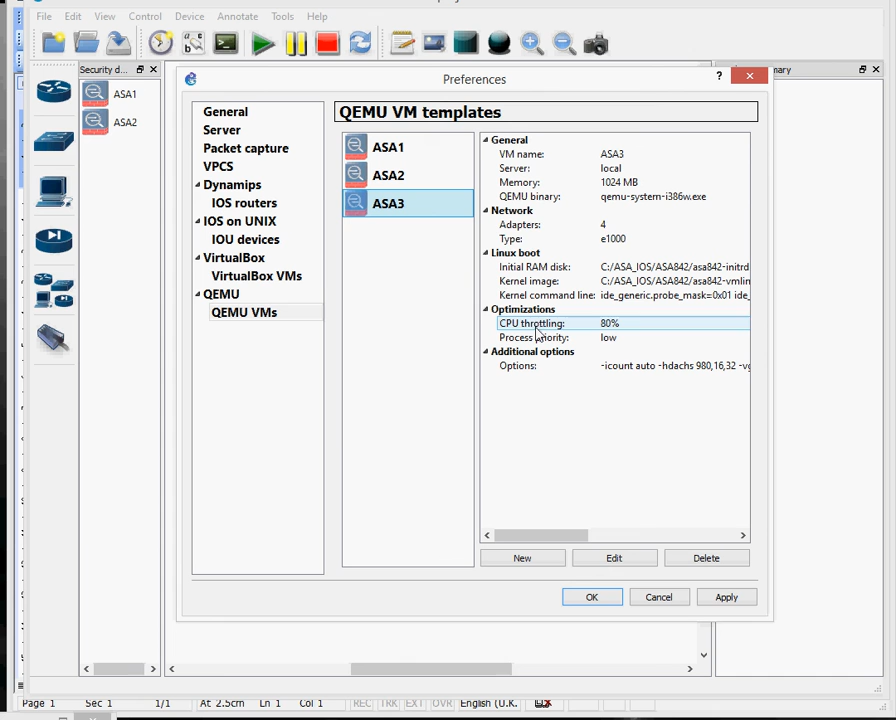 File Edit View Control Device Annotate Tools Help
Security d...
ASA1
ASA2
mmary
Preferences
?
General
Server
Packet capture
VPCS
Dynamips
IOS routers
IOS on UNIX
IOU devices
VirtualBox
VirtualBox VMs
QEMU
QEMU VMs
QEMU VM templates
ASA1
ASA2
ASA3
General
VM name: ASA3
Server: local
Memory: 1024 MB
QEMU binary: qemu-system-i386w.exe
Network
Adapters: 4
Type: e1000
Linux boot
Initial RAM disk: C:/ASA_IOS/ASA842/asa842-initrd
Kernel image: C:/ASA_IOS/ASA842/asa842-vmlin
Kernel command line: ide_generic.probe_mask=0x01 ide_
Optimizations
CPU throttling: 80%
Process priority: low
Additional options
Options: -icount auto -hdachs 980,16,32 -vg
New Edit Delete
OK Cancel Apply
Page 1 Sec 1 1/1 At 2.5cm Ln 1 Col 1 REC TRK EXT OVR English (U.K.